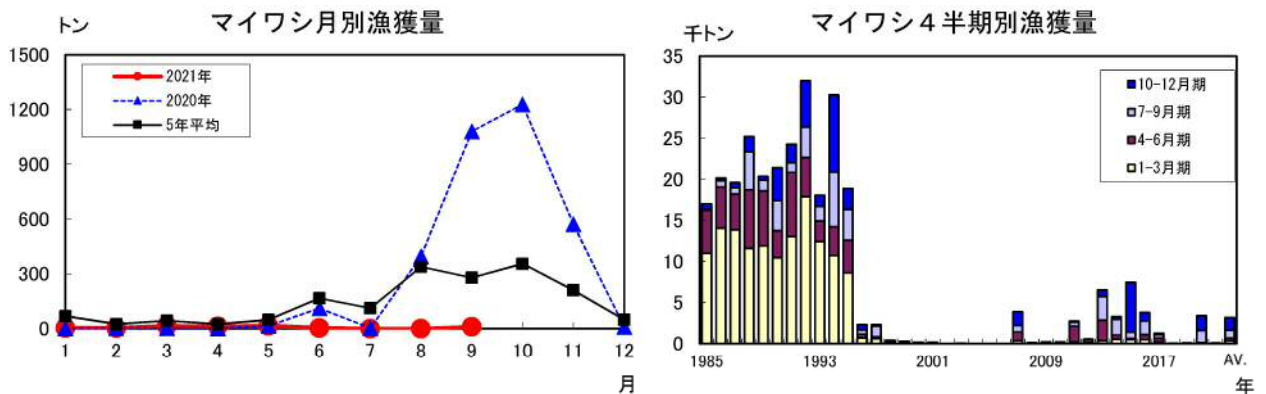 マイワシ月別漁獲量
トン
1500
1200
900
600
300
0
2021年
2020年
5年平均
1 2 3 4 5 6 7 8 9 10 11 12
月
マイワシ4半期別漁獲量
千トン
35
30
25
20
15
10
5
0
10-12月期
7-9月期
4-6月期
1-3月期
1985 1993 2001 2009 2017 AV.
年